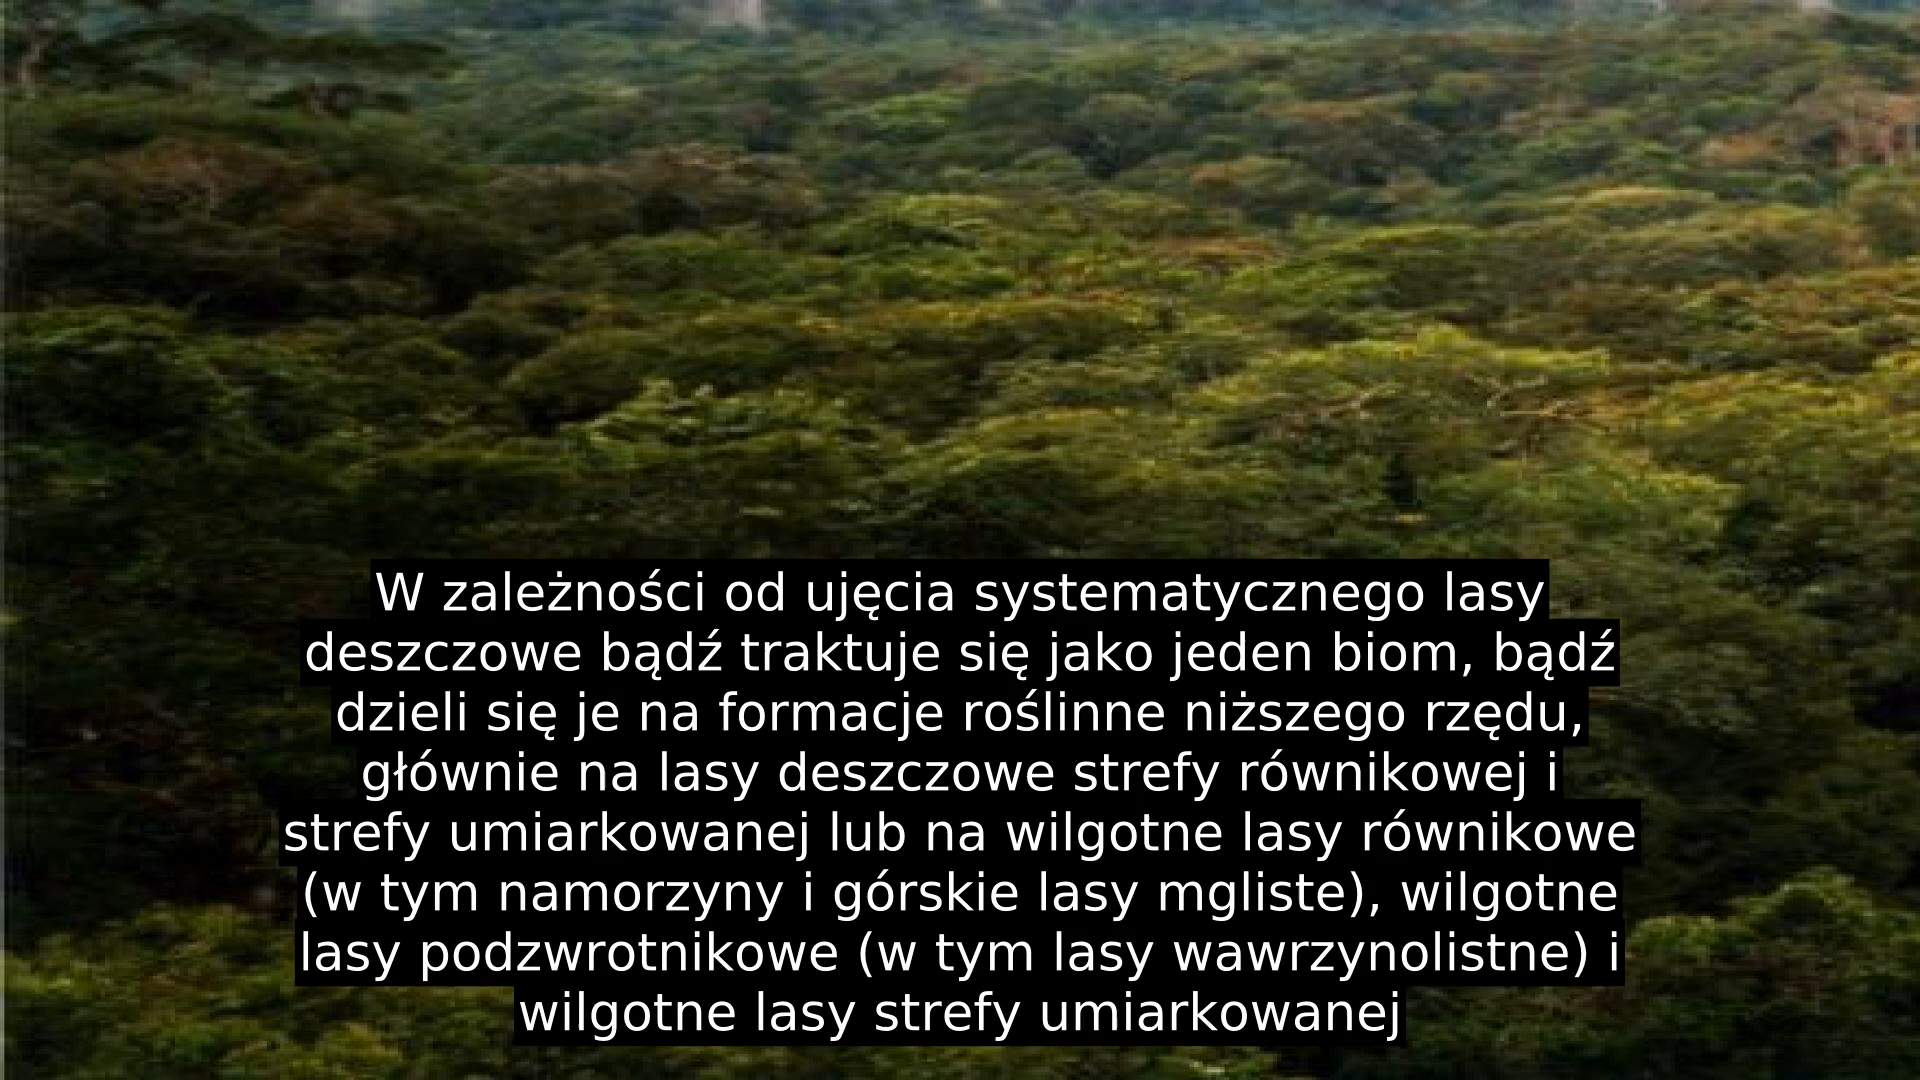 W zależności od ujęcia systematycznego lasy
deszczowe bądź traktuje się jako jeden biom, bądź
dzieli się je na formacje roślinne niższego rzędu,
głównie na lasy deszczowe strefy równikowej i
strefy umiarkowanej lub na wilgotne lasy równikowe
(w tym namorzyny i górskie lasy mgliste), wilgotne
lasy podzwrotnikowe (w tym lasy wawrzynolistne) i
wilgotne lasy strefy umiarkowanej